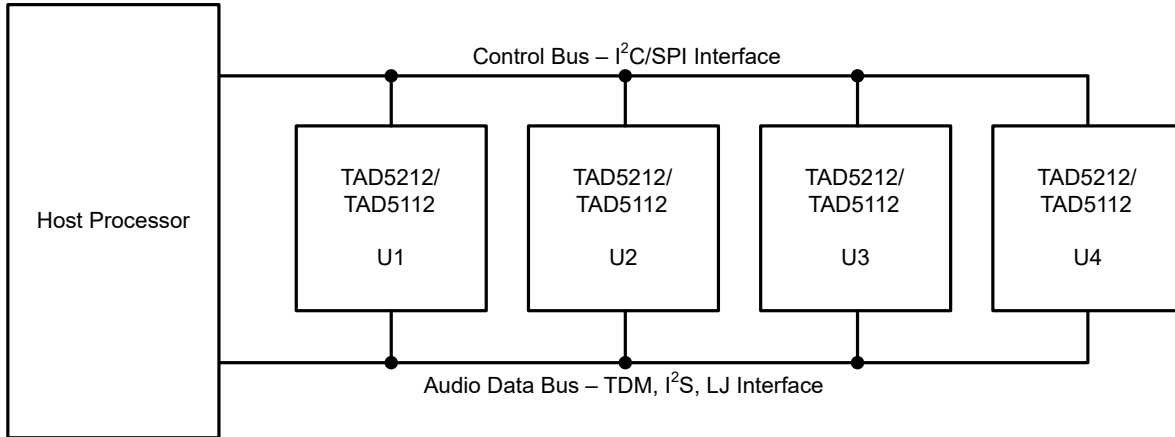 Control Bus – I²C/SPI Interface
Host Processor
TAD5212/
TAD5112
U1
TAD5212/
TAD5112
U2
TAD5212/
TAD5112
U3
TAD5212/
TAD5112
U4
Audio Data Bus – TDM, I²S, LJ Interface